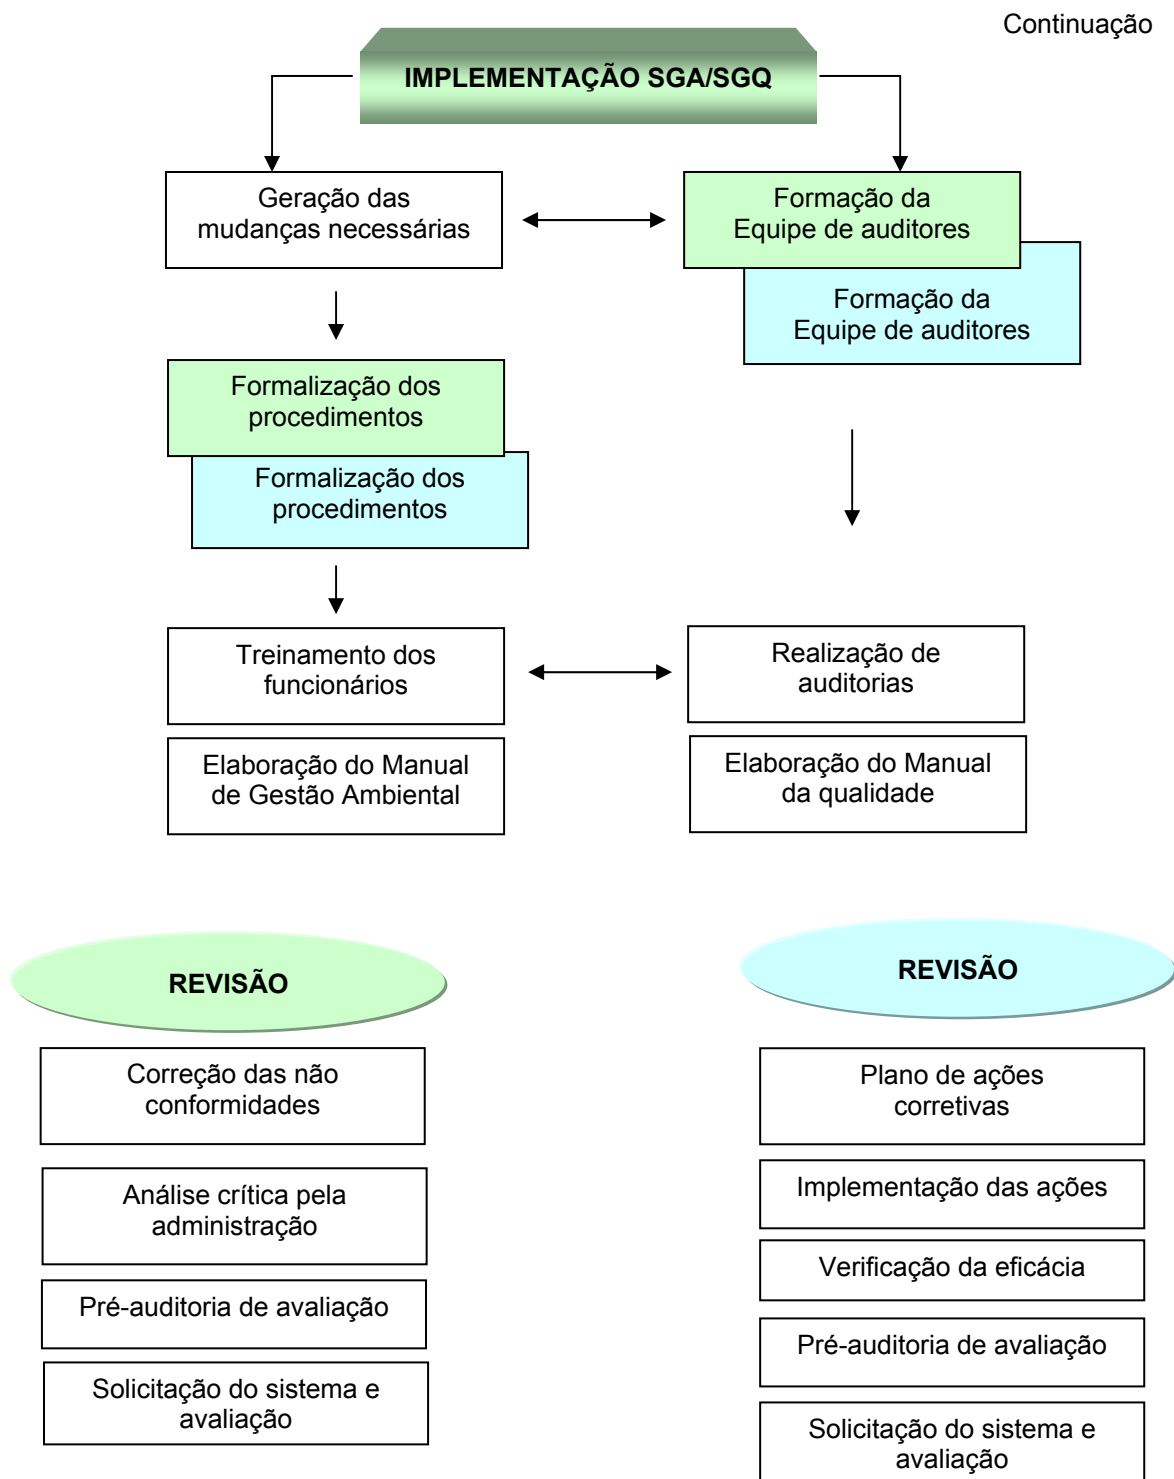 Continuação
IMPLEMENTAÇÃO SGA/SGQ
Geração das
mudanças necessárias
Formação da
Equipe de auditores
Formação da
Equipe de auditores
Formalização dos
procedimentos
Formalização dos
procedimentos
Treinamento dos
funcionários
Realização de
auditorias
Elaboração do Manual
de Gestão Ambiental
Elaboração do Manual
da qualidade
REVISÃO
Correção das não
conformidades
Análise crítica pela
administração
Pré-auditoria de avaliação
Solicitação do sistema e
avaliação
REVISÃO
Plano de ações
corretivas
Implementação das ações
Verificação da eficácia
Pré-auditoria de avaliação
Solicitação do sistema e
avaliação